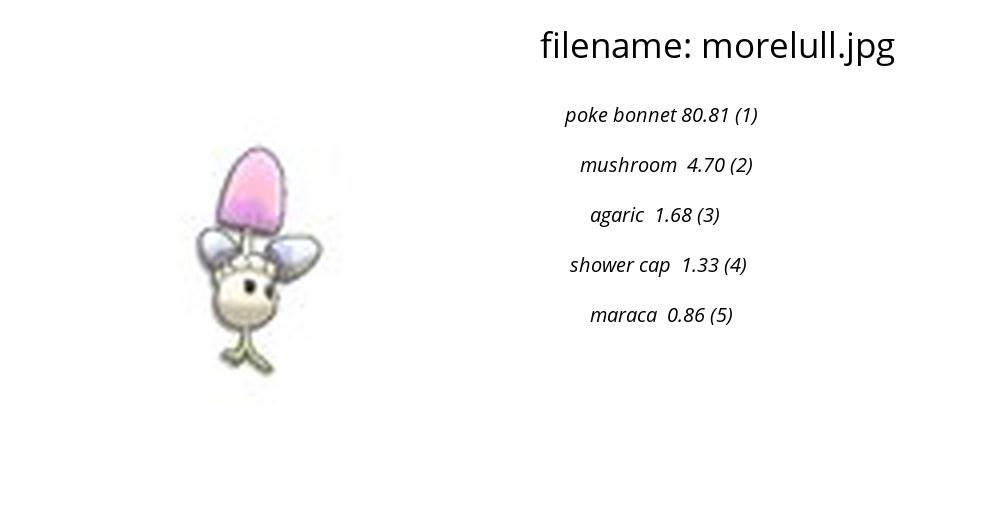 filename: morelull.jpg
poke bonnet 80.81 (1)
mushroom 4.70 (2)
agaric 1.68 (3)
shower cap 1.33 (4)
maraca 0.86 (5)